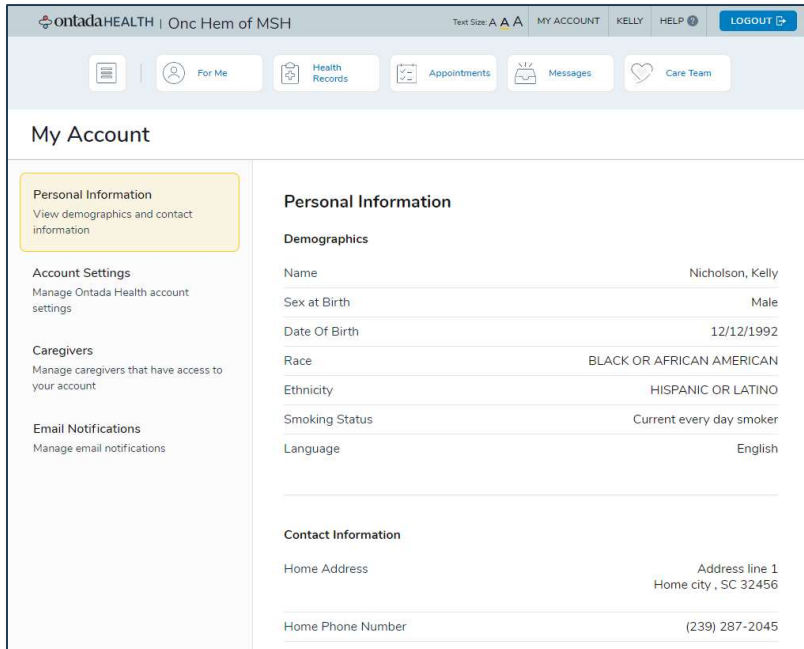 ontada HEALTH | Onc Hem of MSH
Text Size: A A A MY ACCOUNT KELLY HELP ? LOGOUT
For Me
Health
Records
Appointments
Messages
Care Team
My Account
Personal Information
View demographics and contact
information
Account Settings
Manage Ontada Health account
settings
Caregivers
Manage caregivers that have access to
your account
Email Notifications
Manage email notifications
Personal Information
Demographics
Name Nicholson, Kelly
Sex at Birth Male
Date Of Birth 12/12/1992
Race BLACK OR AFRICAN AMERICAN
Ethnicity HISPANIC OR LATINO
Smoking Status Current every day smoker
Language English
Contact Information
Home Address Address line 1
Home city , SC 32456
Home Phone Number (239) 287-2045